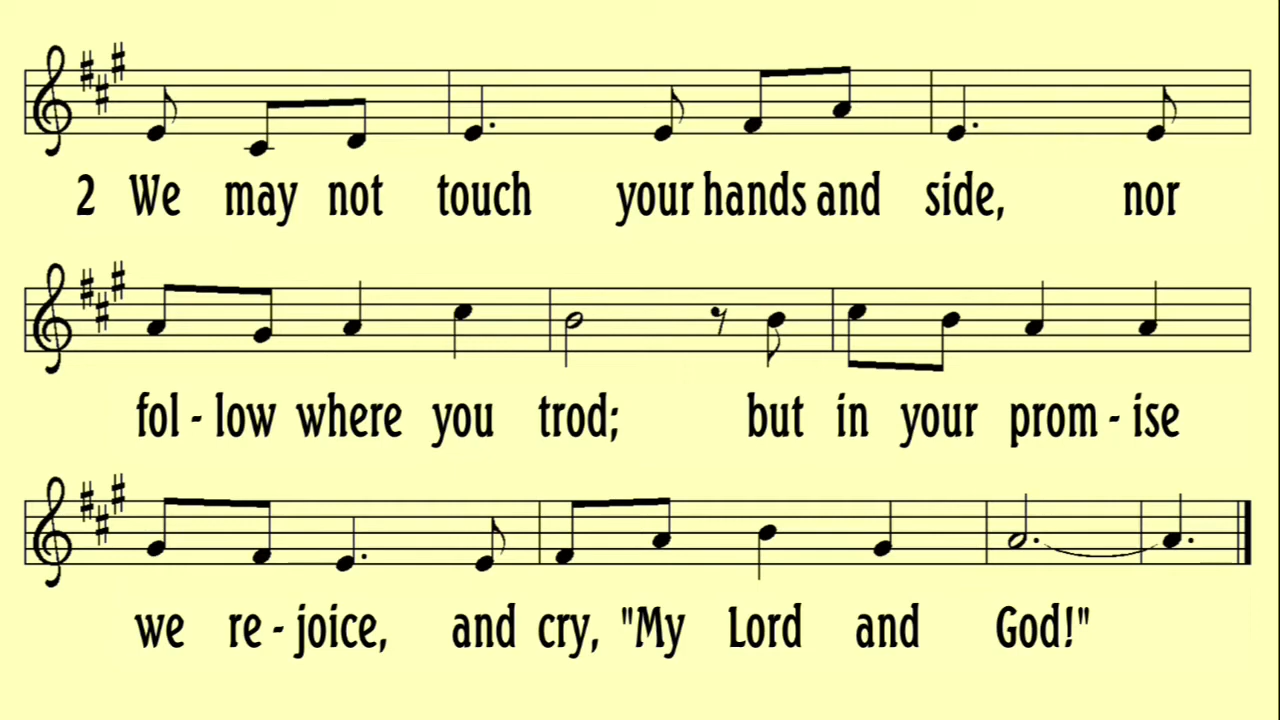 2 We may not touch your hands and side, nor
fol - low where you trod; but in your prom - ise
we re - joice, and cry, "My Lord and God!"